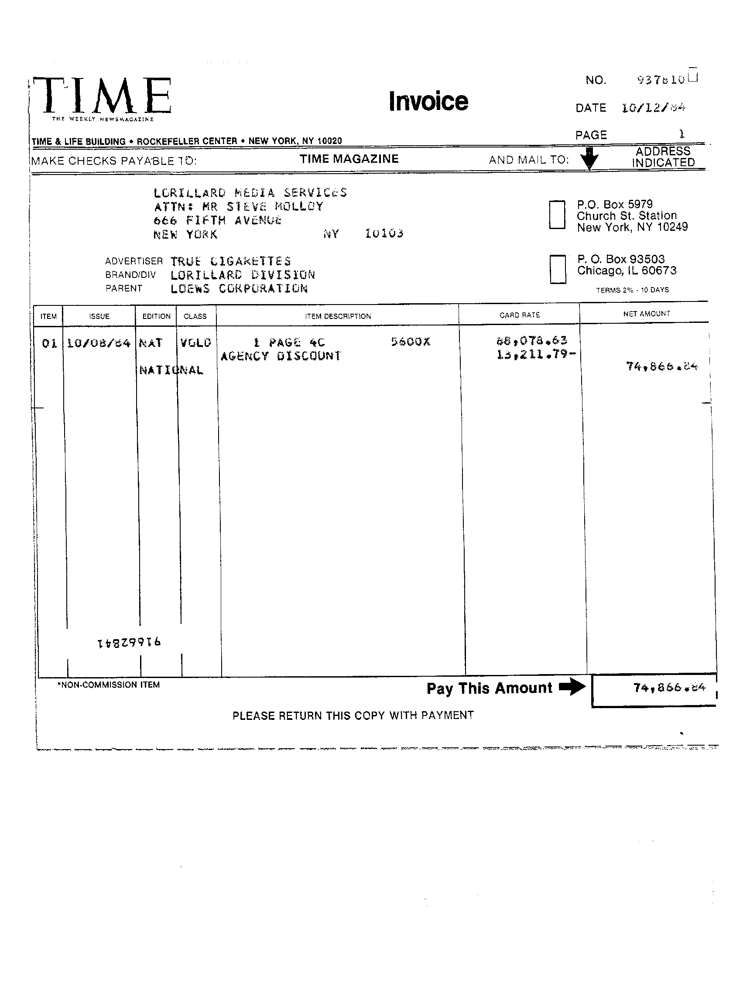 TIME
THE WEEKLY NEWSMAGAZINE
Invoice
NO. 937810
DATE 10/12/84
PAGE 1
TIME & LIFE BUILDING • ROCKEFELLER CENTER • NEW YORK, NY 10020
MAKE CHECKS PAYABLE TO: TIME MAGAZINE AND MAIL TO: ADDRESS INDICATED
LORILLARD MEDIA SERVICES
ATTN: MR STEVE MOLLOY
666 FIFTH AVENUE
NEW YORK NY 10103
P.O. Box 5979
Church St. Station
New York, NY 10249
ADVERTISER TRUE CIGARETTES
BRAND/DIV LORILLARD DIVISION
PARENT LOEWS CORPORATION
P. O. Box 93503
Chicago, IL 60673
TERMS 2% - 10 DAYS
ITEM ISSUE EDITION CLASS ITEM DESCRIPTION CARD RATE NET AMOUNT
01 10/08/84 NAT VGLD 1 PAGE 4C 5600X 88,078.63
AGENCY DISCOUNT 13,211.79-
NATIONAL 74,866.84
91662841
*NON-COMMISSION ITEM
Pay This Amount 74,866.84
PLEASE RETURN THIS COPY WITH PAYMENT